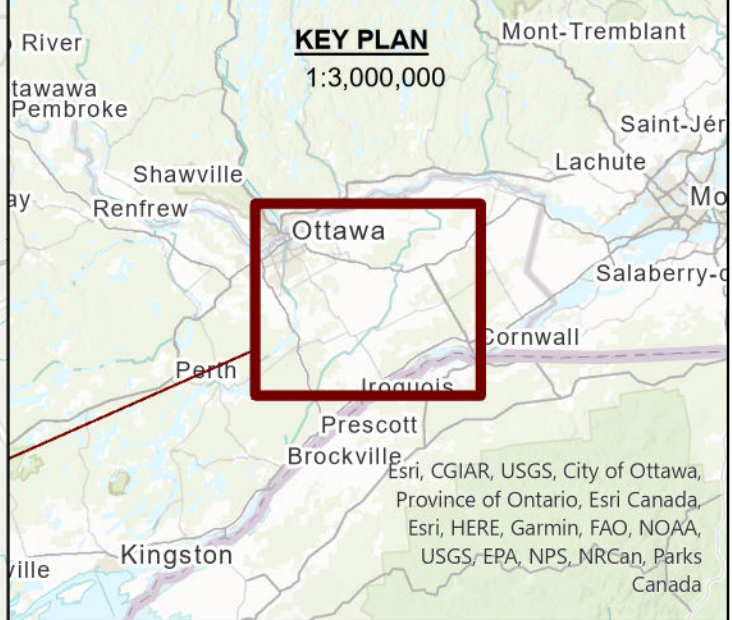 KEY PLAN
1:3,000,000
River
Mont-Tremblant
tawawa
Pembroke
Saint-Jér
Lachute
Shawville
ay
Renfrew
Mo
Ottawa
Salaberry-d
Cornwall
Perth
Iroquois
Prescott
Brockville
Esri, CGIAR, USGS, City of Ottawa,
Province of Ontario, Esri Canada,
Esri, HERE, Garmin, FAO, NOAA,
USGS, EPA, NPS, NRCan, Parks
Canada
Kingston
ville